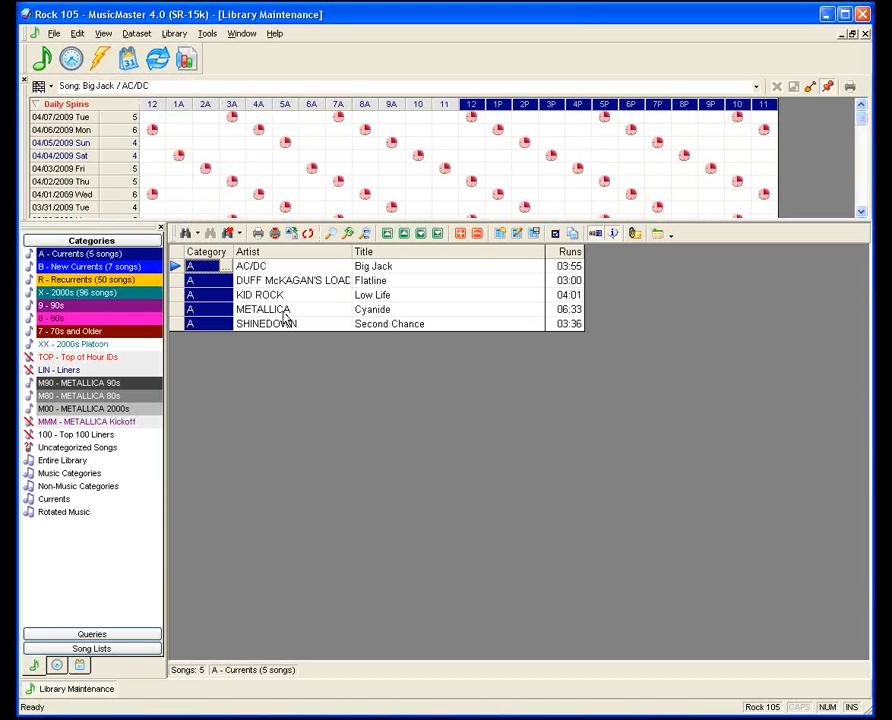 Rock 105 - MusicMaster 4.0 (SR-15k) - [Library Maintenance]
File Edit View Dataset Library Tools Window Help
Song: Big Jack / AC/DC
Daily Spins 12 1A 2A 3A 4A 5A 6A 7A 8A 9A 10 11 12 1P 2P 3P 4P 5P 6P 7P 8P 9P 10 11
04/07/2009 Tue 5
04/06/2009 Mon 6
04/05/2009 Sun 4
04/04/2009 Sat 4
04/03/2009 Fri 5
04/02/2009 Thu 5
04/01/2009 Wed 6
03/31/2009 Tue 4
Categories
A - Currents (5 songs)
B - New Currents (7 songs)
R - Recurrents (50 songs)
X - 2000s (96 songs)
9 - 90s
8 - 80s
7 - 70s and Older
XX - 2000s Platoon
TOP - Top of Hour IDs
LIN - Liners
M90 - METALLICA 90s
M80 - METALLICA 80s
M00 - METALLICA 2000s
MMM - METALLICA Kickoff
100 - Top 100 Liners
Uncategorized Songs
Entire Library
Music Categories
Non-Music Categories
Currents
Rotated Music
Queries
Song Lists
Category Artist Title Runs
A ... AC/DC Big Jack 03:55
A DUFF McKAGAN'S LOAD Flatline 03:00
A KID ROCK Low Life 04:01
A METALLICA Cyanide 06:33
A SHINEDOWN Second Chance 03:36
Songs: 5 A - Currents (5 songs)
Library Maintenance
Ready Rock 105 CAPS NUM INS